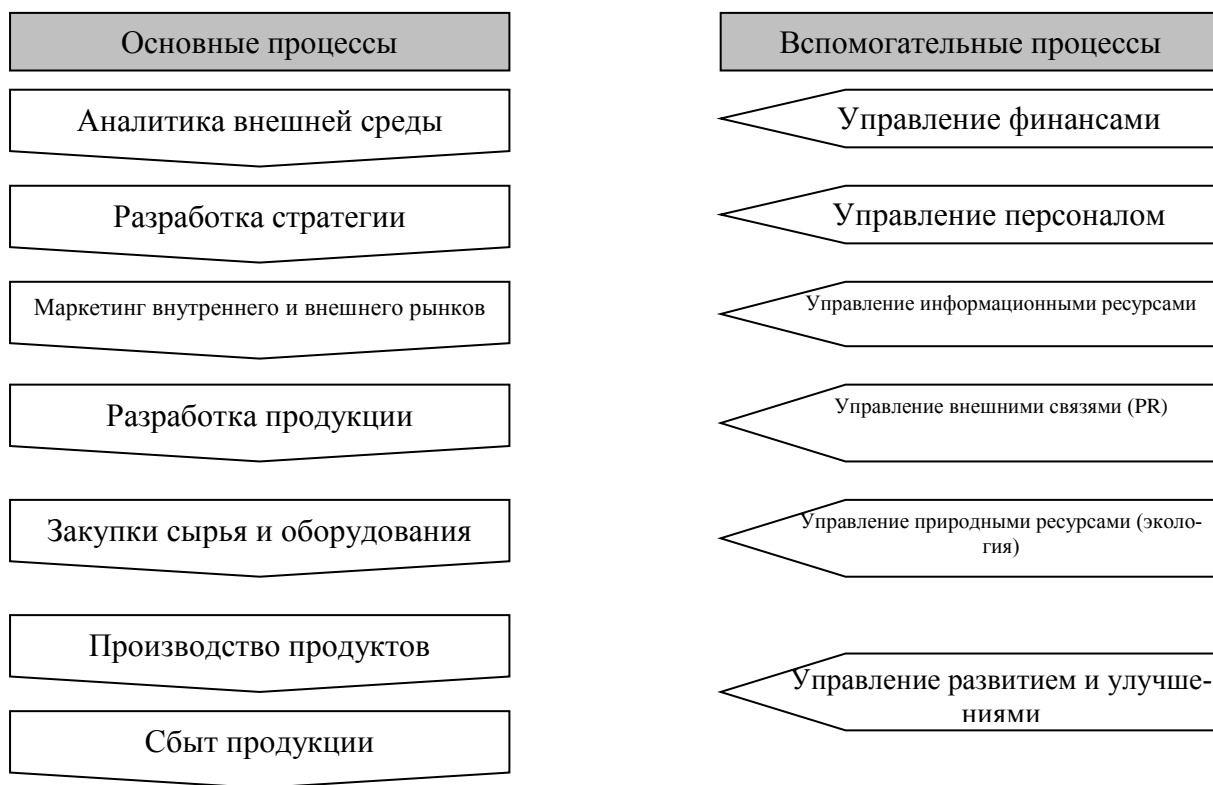 Основные процессы
Аналитика внешней среды
Разработка стратегии
Маркетинг внутреннего и внешнего рынков
Разработка продукции
Закупки сырья и оборудования
Производство продуктов
Сбыт продукции
Вспомогательные процессы
Управление финансами
Управление персоналом
Управление информационными ресурсами
Управление внешними связями (PR)
Управление природными ресурсами (эколо-
гия)
Управление развитием и улучше-
ниями